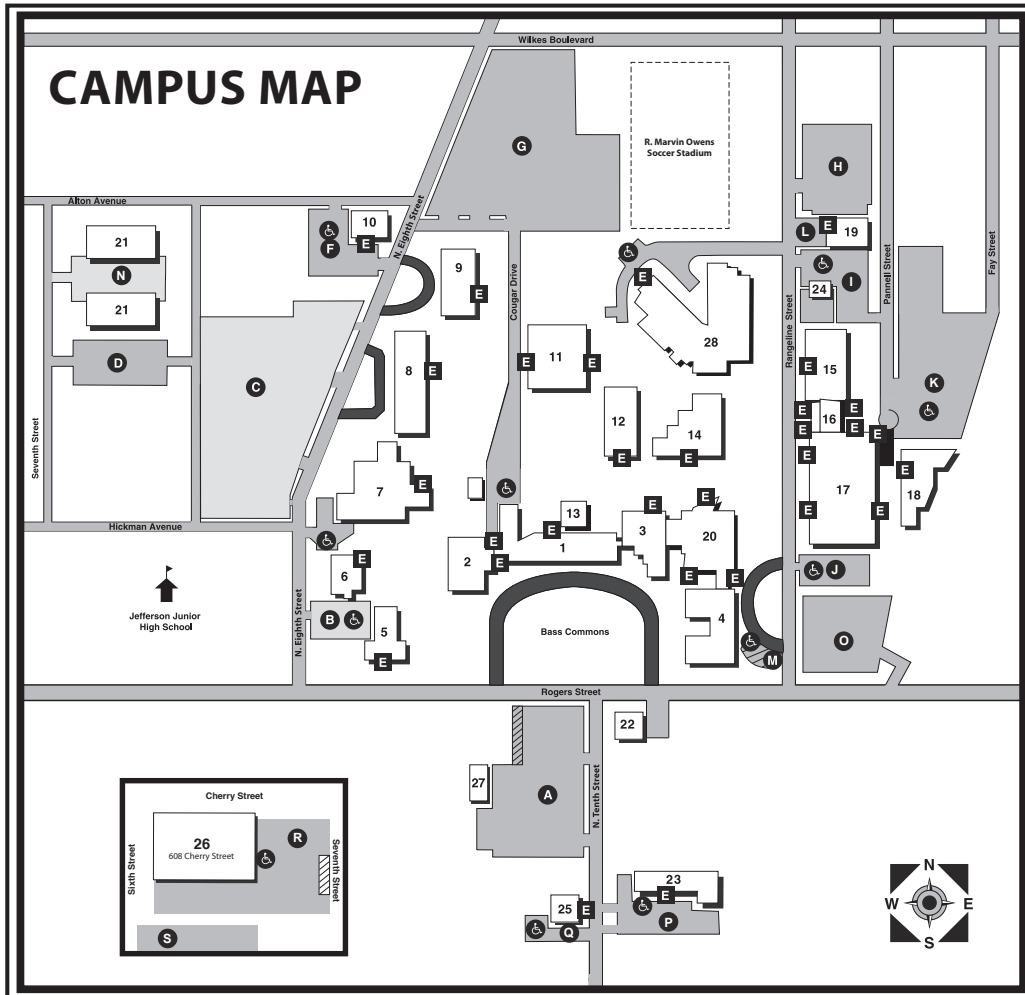 Wilkes Boulevard
CAMPUS MAP
G
R. Marvin Owens
Soccer Stadium
H
Alton Avenue
N. Eighth Street
10
E
F
L
E
19
21
N
21
9
E
Cougar Drive
E
28
I
24
Pannell Street
Fay Street
Rangeline Street
D
C
8
E
E
11
E
E
15
K
12
E
14
E
E
E
16
E
E
E
Seventh Street
7
E
E
E
17
E
E
18
Hickman Avenue
13
E
E
E
1
3
E
20
E
E
2
E
E
6
J
Jefferson Junior
High School
N. Eighth Street
B
5
E
Bass Commons
4
M
O
Rogers Street
22
27
A
N. Tenth Street
Cherry Street
26
608 Cherry Street
R
Sixth Street
Seventh Street
S
23
E
25
E
P
Q
N
W
E
S